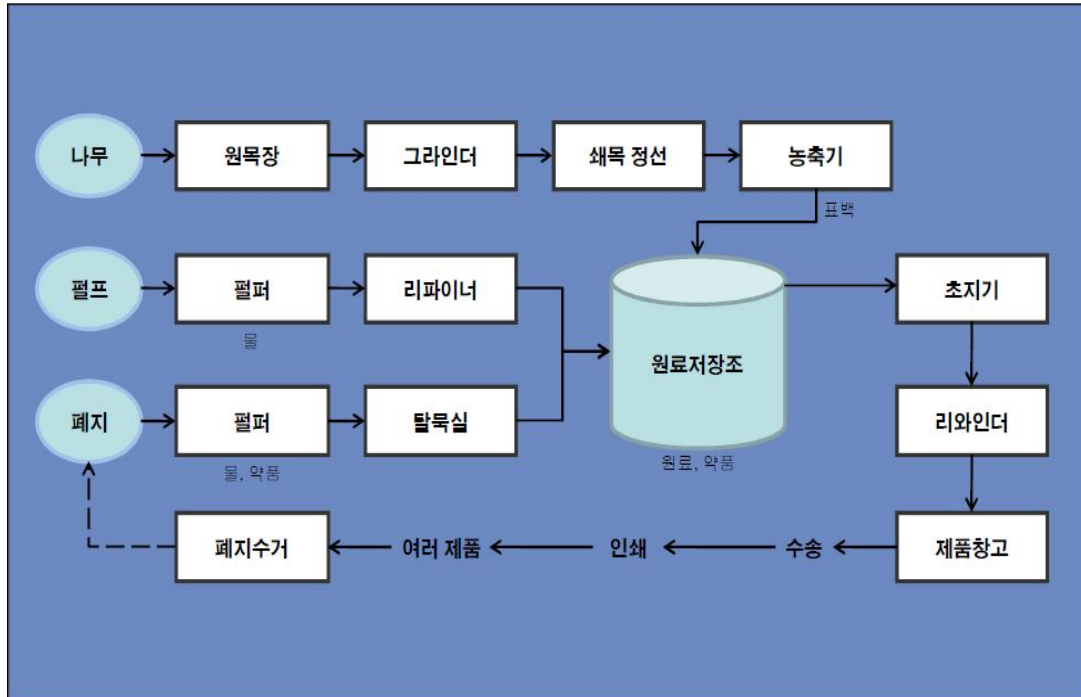 나무
원목장
그라인더
쇄목 정선
농축기
표백
펄프
펄퍼
리파이너
물
폐지
펄퍼
탈묵실
물, 약품
원료저장조
원료, 약품
초지기
리와인더
제품창고
수송
인쇄
여러 제품
폐지수거